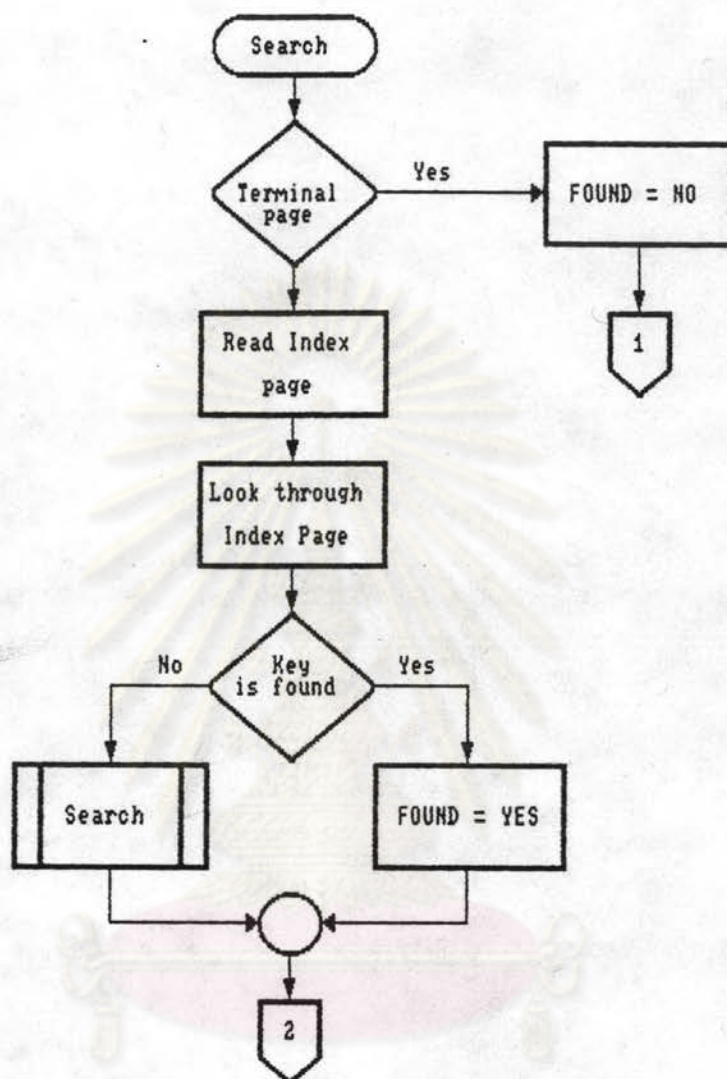 Search
Terminal
page
Yes
FOUND = NO
1
Read Index
page
Look through
Index Page
Key
is found
No
Yes
Search
FOUND = YES
2